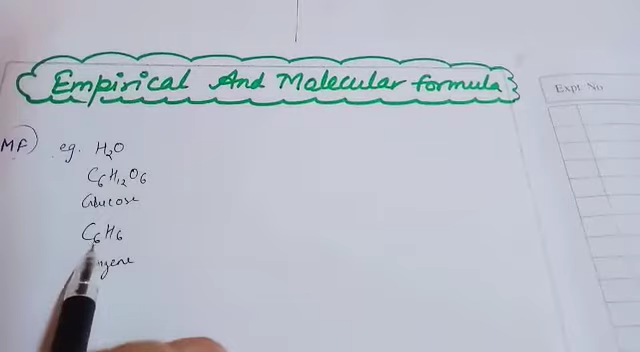 Empirical And Molecular formula
Expt. No
MF)
eg. H₂O
C₆H₁₂O₆
Glucose
C₆H₆